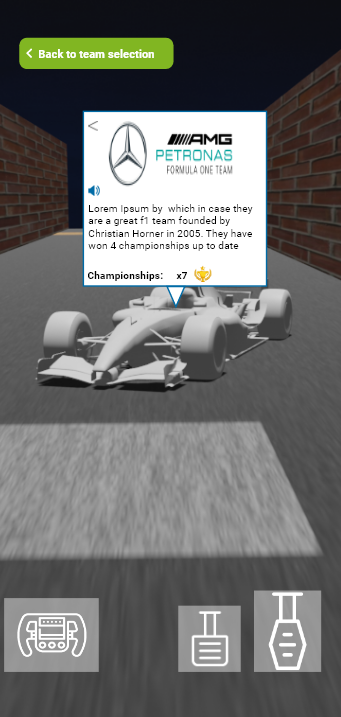 Back to team selection
AMG
PETRONAS
FORMULA ONE TEAM
Lorem Ipsum by which in case they
are a great f1 team founded by
Christian Horner in 2005. They have
won 4 championships up to date
Championships: x7